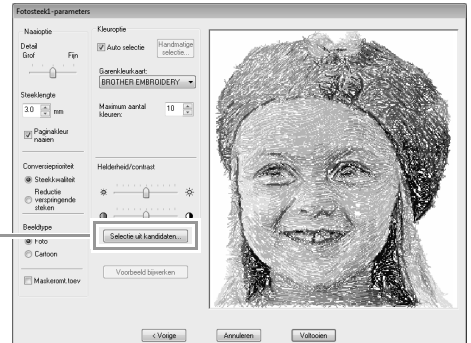 Fotosteek1-parameters
Naaioptie
Detail
Grof Fijn
Steeklengte
3.0 mm
Paginakleur
naaien
Conversieprioriteit
Steekkwaliteit
Reductie
verspringende
steken
Beeldtype
Foto
Cartoon
Maskeromt.toev
Kleuroptie
Auto selectie
Handmatige
selectie...
Garenkleurkaart:
BROTHER EMBROIDERY
Maximum aantal
kleuren:
10
Helderheid/contrast
Selectie uit kandidaten...
Voorbeeld bijwerken
< Vorige
Annuleren
Voltooien